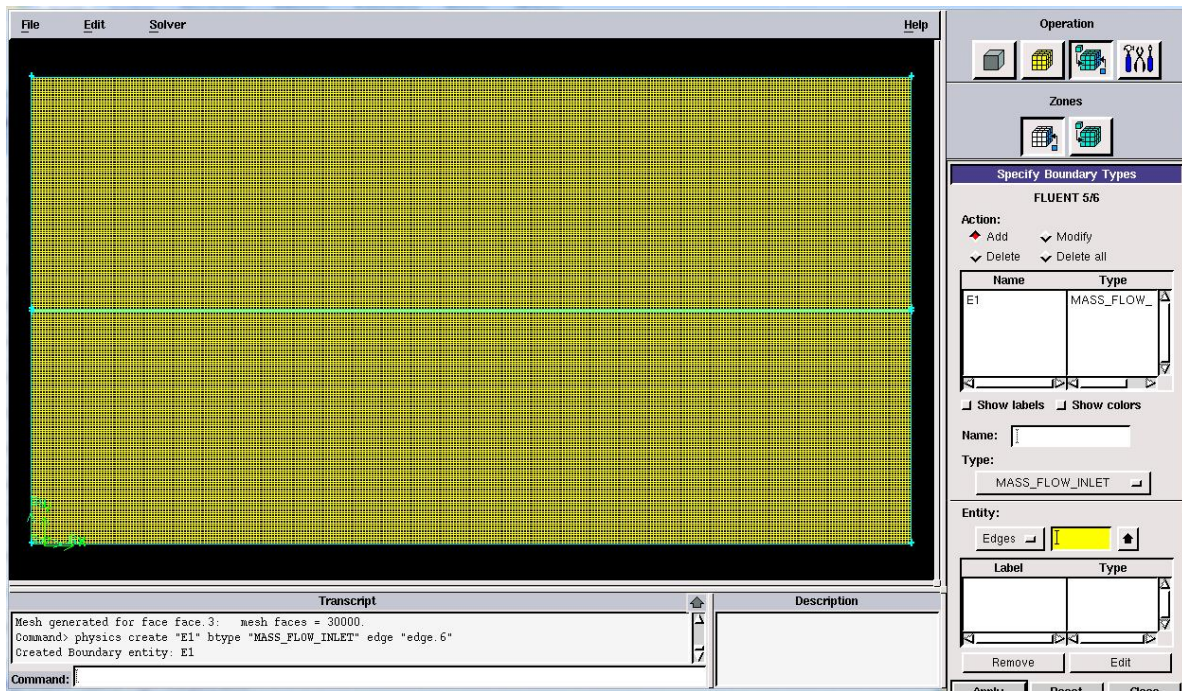 File Edit Solver Help
Operation
Zones
Specify Boundary Types
FLUENT 5/6
Action:
Add Modify
Delete Delete all
Name Type
E1 MASS_FLOW_
Show labels Show colors
Name:
Type:
MASS_FLOW_INLET
Entity:
Edges
Label Type
Remove Edit
Apply Reset Close
Transcript
Mesh generated for face face.3: mesh faces = 30000.
Command> physics create "E1" btype "MASS_FLOW_INLET" edge "edge.6"
Created Boundary entity: E1
Command:
Description